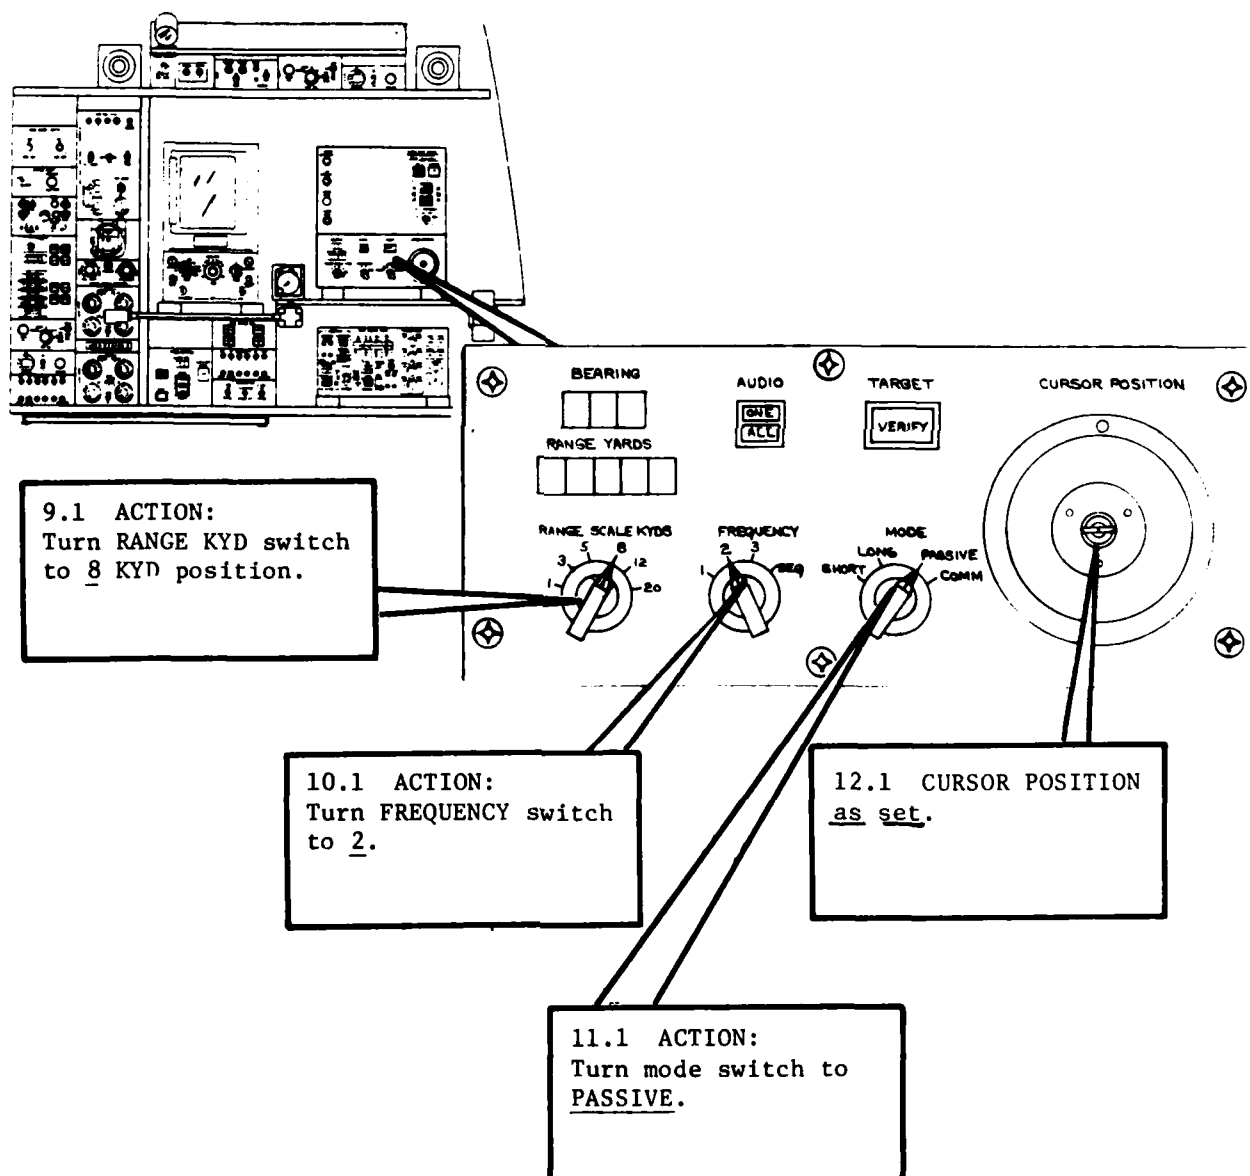 BEARING
AUDIO
TARGET
CURSOR POSITION
ONE
ALL
VERIFY
RANGE YARDS
RANGE SCALE KYDS
1 3 5 8 12 20
FREQUENCY
1 2 3 SEQ
MODE
SHORT LONG PASSIVE COMM
9.1 ACTION:
Turn RANGE KYD switch
to 8 KYD position.
10.1 ACTION:
Turn FREQUENCY switch
to 2.
12.1 CURSOR POSITION
as set.
11.1 ACTION:
Turn mode switch to
PASSIVE.